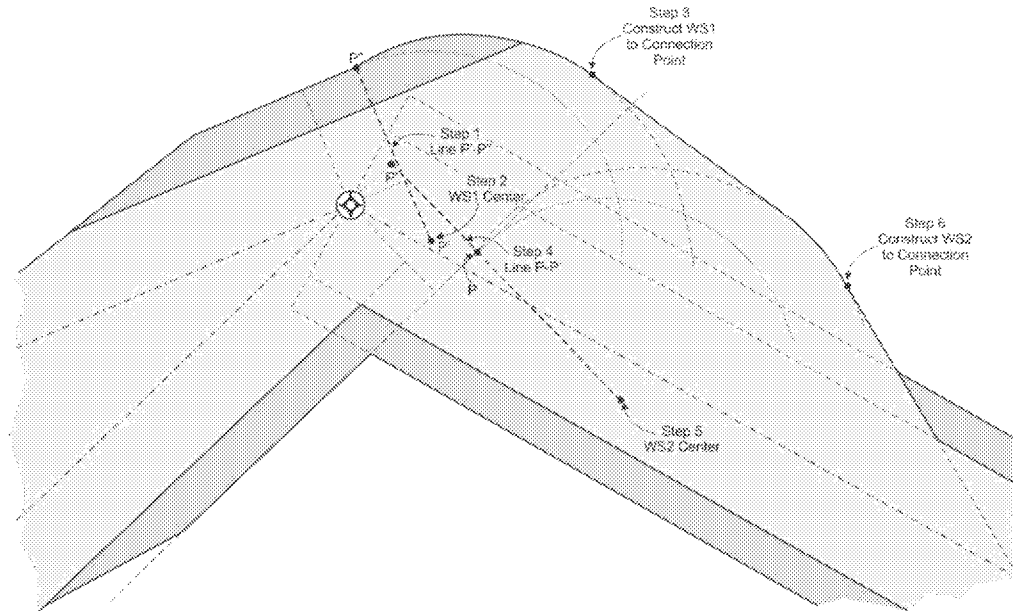 Step 3
Construct WS1
to Connection
Point
P"
Step 1
Line P'-P"
P'
Step 2
WS1 Center
Step 4
Line P-P'
P
Step 6
Construct WS2
to Connection
Point
Step 5
WS2 Center